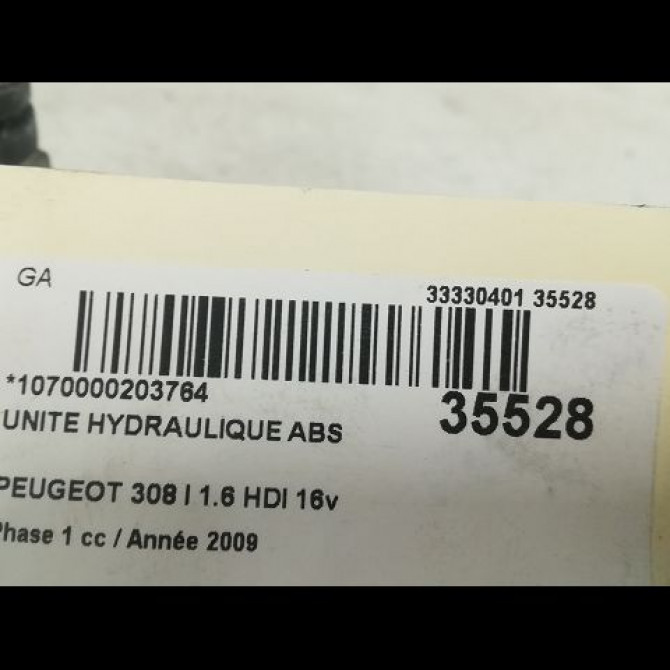 GA
33330401 35528
*1070000203764
35528
UNITE HYDRAULIQUE ABS
PEUGEOT 308 I 1.6 HDI 16v
Phase 1 cc / Année 2009